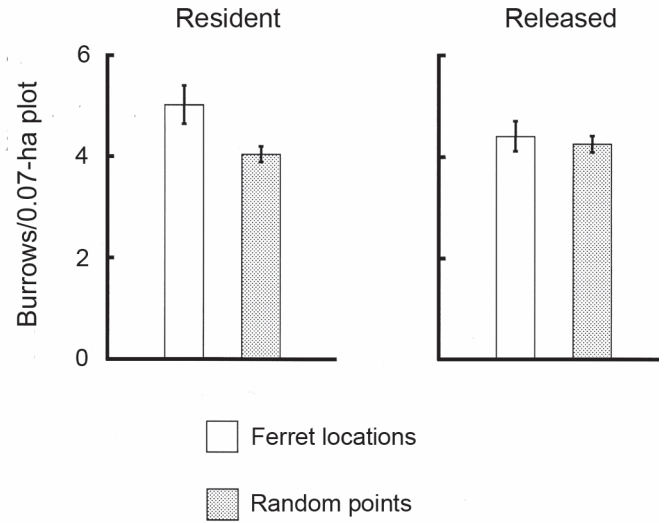 Resident
Released
Burrows/0.07-ha plot
6
4
2
0
Ferret locations
Random points